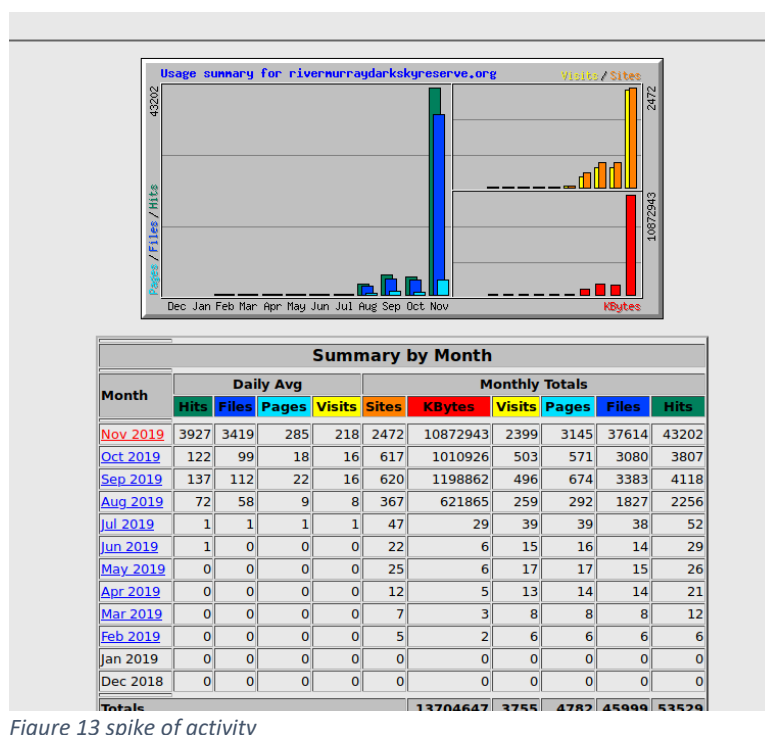 Usage summary for rivermurraydarkskyreserve.org Visits / Sites
43202
2472
Pages / Files / Hits
10872943
Dec Jan Feb Mar Apr May Jun Jul Aug Sep Oct Nov KBytes
Summary by Month
Month Daily Avg Monthly Totals
Hits Files Pages Visits Sites KBytes Visits Pages Files Hits
Nov 2019 3927 3419 285 218 2472 10872943 2399 3145 37614 43202
Oct 2019 122 99 18 16 617 1010926 503 571 3080 3807
Sep 2019 137 112 22 16 620 1198862 496 674 3383 4118
Aug 2019 72 58 9 8 367 621865 259 292 1827 2256
Jul 2019 1 1 1 1 47 29 39 39 38 52
Jun 2019 1 0 0 0 22 6 15 16 14 29
May 2019 0 0 0 0 25 6 17 17 15 26
Apr 2019 0 0 0 0 12 5 13 14 14 21
Mar 2019 0 0 0 0 7 3 8 8 8 12
Feb 2019 0 0 0 0 5 2 6 6 6 6
Jan 2019 0 0 0 0 0 0 0 0 0 0
Dec 2018 0 0 0 0 0 0 0 0 0 0
Totals 13704647 3755 4782 45999 53529
Figure 13 spike of activity